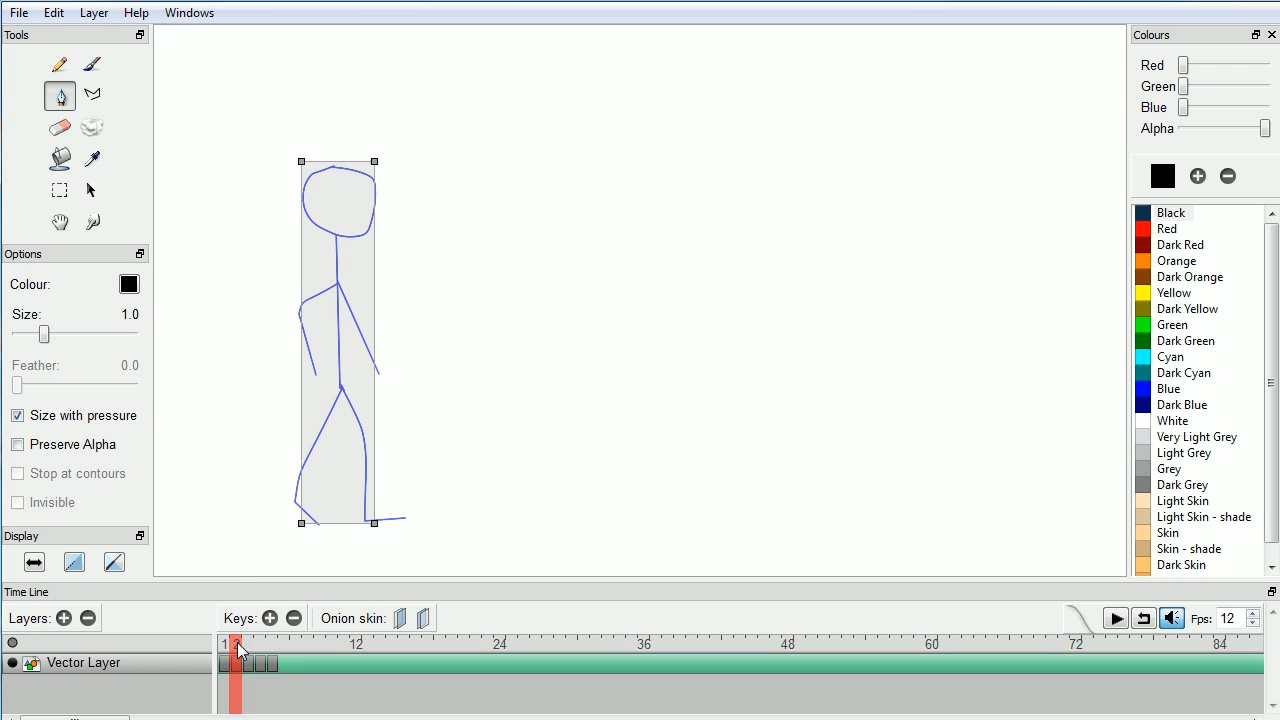 File Edit Layer Help Windows
Tools
Colours
Red
Green
Blue
Alpha
Black
Red
Dark Red
Orange
Dark Orange
Yellow
Dark Yellow
Green
Dark Green
Cyan
Dark Cyan
Blue
Dark Blue
White
Very Light Grey
Light Grey
Grey
Dark Grey
Light Skin
Light Skin - shade
Skin
Skin - shade
Dark Skin
Options
Colour:
Size: 1.0
Feather: 0.0
Size with pressure
Preserve Alpha
Stop at contours
Invisible
Display
Time Line
Layers: Keys: Onion skin: Fps: 12
1 2 12 24 36 48 60 72 84
Vector Layer